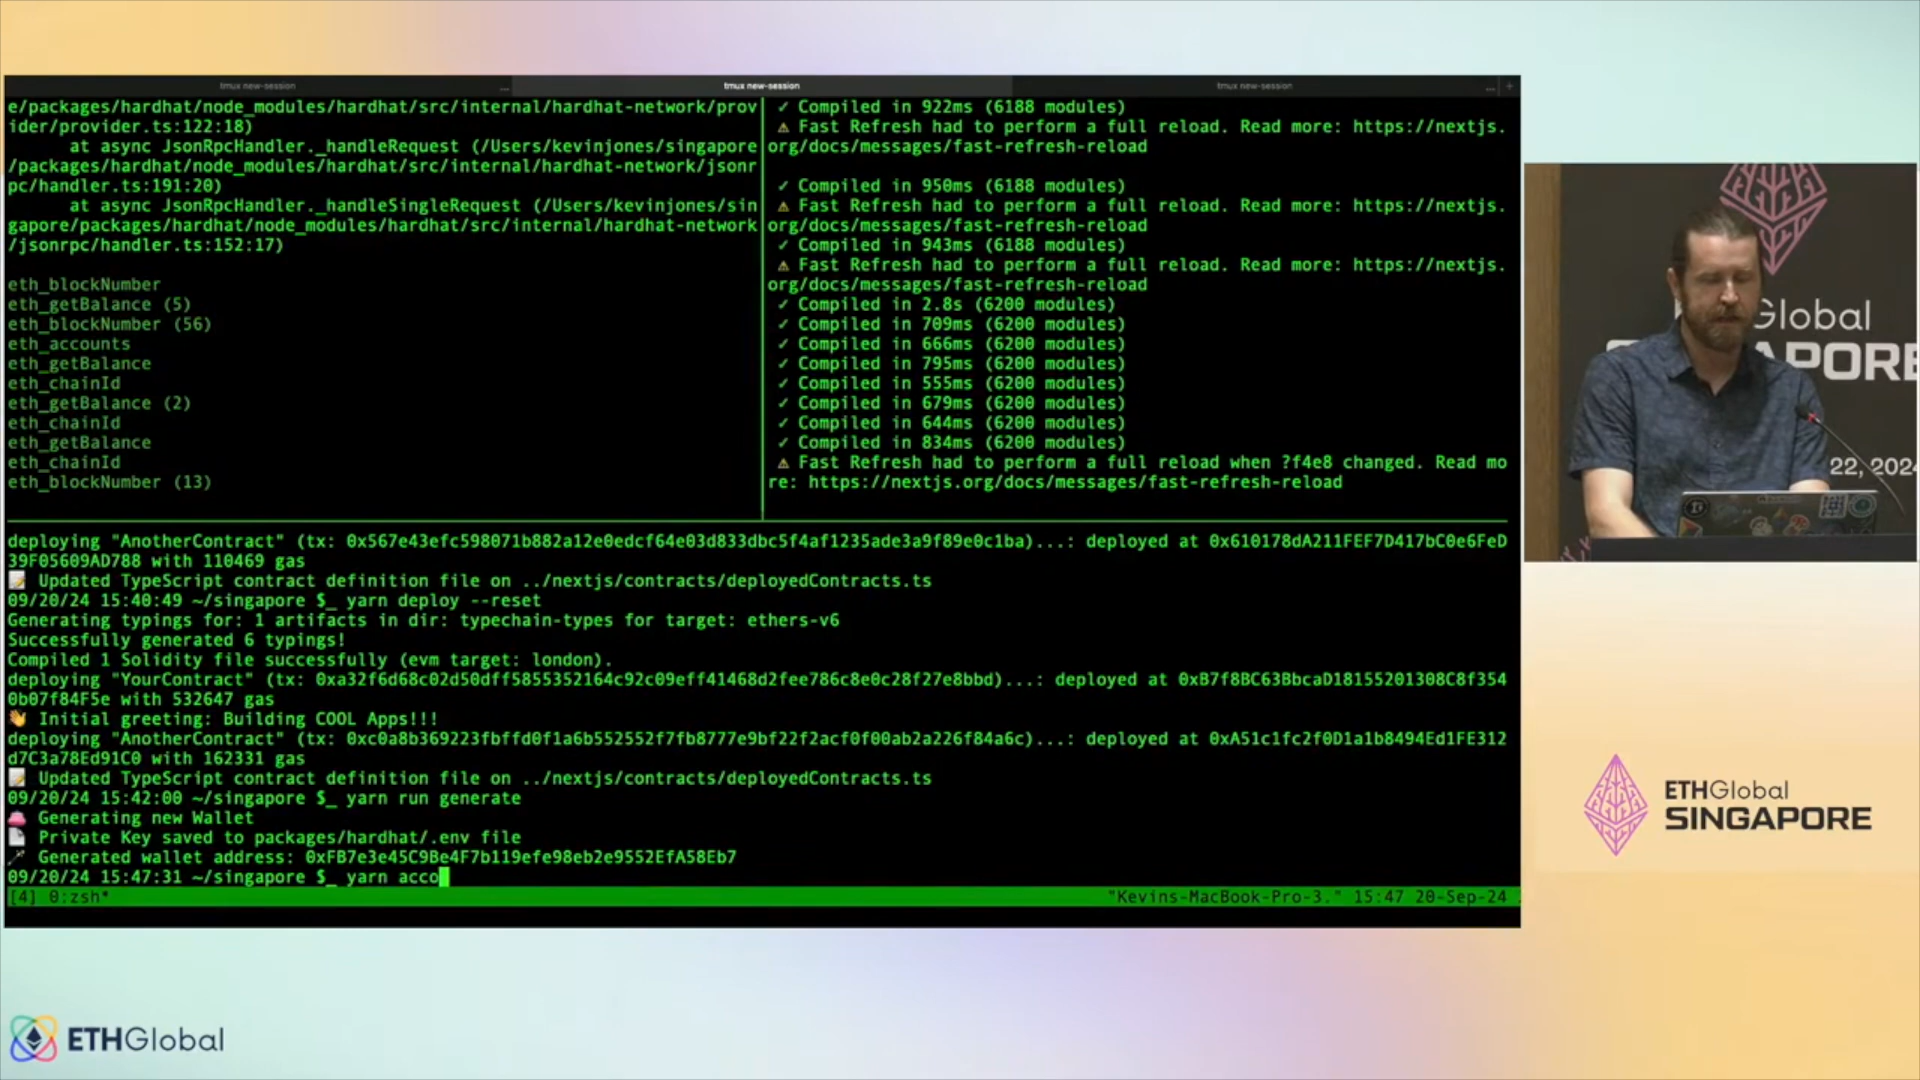 tmux new-session
tmux new-session
tmux new-session
e/packages/hardhat/node_modules/hardhat/src/internal/hardhat-network/prov
ider/provider.ts:122:18)
at async JsonRpcHandler._handleRequest (/Users/kevinjones/singapore
/packages/hardhat/node_modules/hardhat/src/internal/hardhat-network/jsonr
pc/handler.ts:191:20)
at async JsonRpcHandler._handleSingleRequest (/Users/kevinjones/sin
gapore/packages/hardhat/node_modules/hardhat/src/internal/hardhat-network
/jsonrpc/handler.ts:152:17)
eth_blockNumber
eth_getBalance (5)
eth_blockNumber (56)
eth_accounts
eth_getBalance
eth_chainId
eth_getBalance (2)
eth_chainId
eth_getBalance
eth_chainId
eth_blockNumber (13)
✓ Compiled in 922ms (6188 modules)
⚠ Fast Refresh had to perform a full reload. Read more: https://nextjs.
org/docs/messages/fast-refresh-reload
✓ Compiled in 950ms (6188 modules)
⚠ Fast Refresh had to perform a full reload. Read more: https://nextjs.
org/docs/messages/fast-refresh-reload
✓ Compiled in 943ms (6188 modules)
⚠ Fast Refresh had to perform a full reload. Read more: https://nextjs.
org/docs/messages/fast-refresh-reload
✓ Compiled in 2.8s (6200 modules)
✓ Compiled in 709ms (6200 modules)
✓ Compiled in 666ms (6200 modules)
✓ Compiled in 795ms (6200 modules)
✓ Compiled in 555ms (6200 modules)
✓ Compiled in 679ms (6200 modules)
✓ Compiled in 644ms (6200 modules)
✓ Compiled in 834ms (6200 modules)
⚠ Fast Refresh had to perform a full reload when ?f4e8 changed. Read mo
re: https://nextjs.org/docs/messages/fast-refresh-reload
deploying "AnotherContract" (tx: 0x567e43efc598071b882a12e0edcf64e03d833dbc5f4af1235ade3a9f89e0c1ba)...: deployed at 0x610178dA211FEF7D417bC0e6FeD
39F05609AD788 with 110469 gas
📝 Updated TypeScript contract definition file on ../nextjs/contracts/deployedContracts.ts
09/20/24 15:40:49 ~/singapore $_ yarn deploy --reset
Generating typings for: 1 artifacts in dir: typechain-types for target: ethers-v6
Successfully generated 6 typings!
Compiled 1 Solidity file successfully (evm target: london).
deploying "YourContract" (tx: 0xa32f6d68c02d50dff5855352164c92c09eff41468d2fee786c8e0c28f27e8bbd)...: deployed at 0xB7f8BC63BbcaD18155201308C8f354
0b07f84F5e with 532647 gas
👋 Initial greeting: Building COOL Apps!!!
deploying "AnotherContract" (tx: 0xc0a8b369223fbffd0f1a6b552552f7fb8777e9bf22f2acf0f00ab2a226f84a6c)...: deployed at 0xA51c1fc2f0D1a1b8494Ed1FE312
d7C3a78Ed91C0 with 162331 gas
📝 Updated TypeScript contract definition file on ../nextjs/contracts/deployedContracts.ts
09/20/24 15:42:00 ~/singapore $_ yarn run generate
👛 Generating new Wallet
📄 Private Key saved to packages/hardhat/.env file
🪄 Generated wallet address: 0xFB7e3e45C9Be4F7b119efe98eb2e9552EfA58Eb7
09/20/24 15:47:31 ~/singapore $_ yarn acco
[4] 0:zsh* "Kevins-MacBook-Pro-3." 15:47 20-Sep-24
Global
APORE
22, 2024
ETHGlobal
SINGAPORE
ETHGlobal